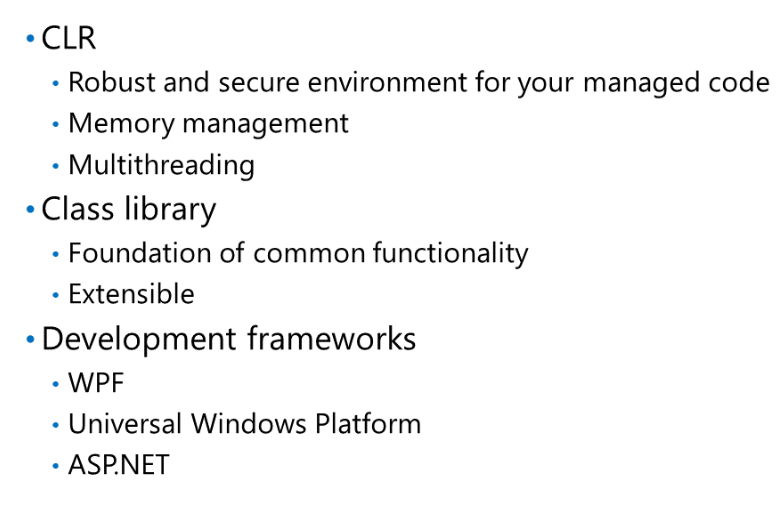 • CLR
• Robust and secure environment for your managed code
• Memory management
• Multithreading
• Class library
• Foundation of common functionality
• Extensible
• Development frameworks
• WPF
• Universal Windows Platform
• ASP.NET